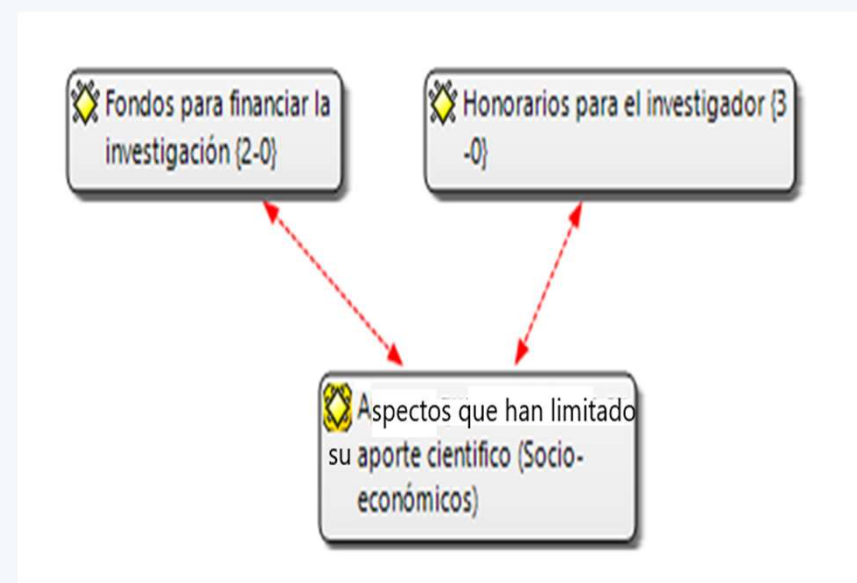 Fondos para financiar la
investigación {2-0}
Honorarios para el investigador {3
-0}
Aspectos que han limitado
su aporte cientifico (Socio-
económicos)